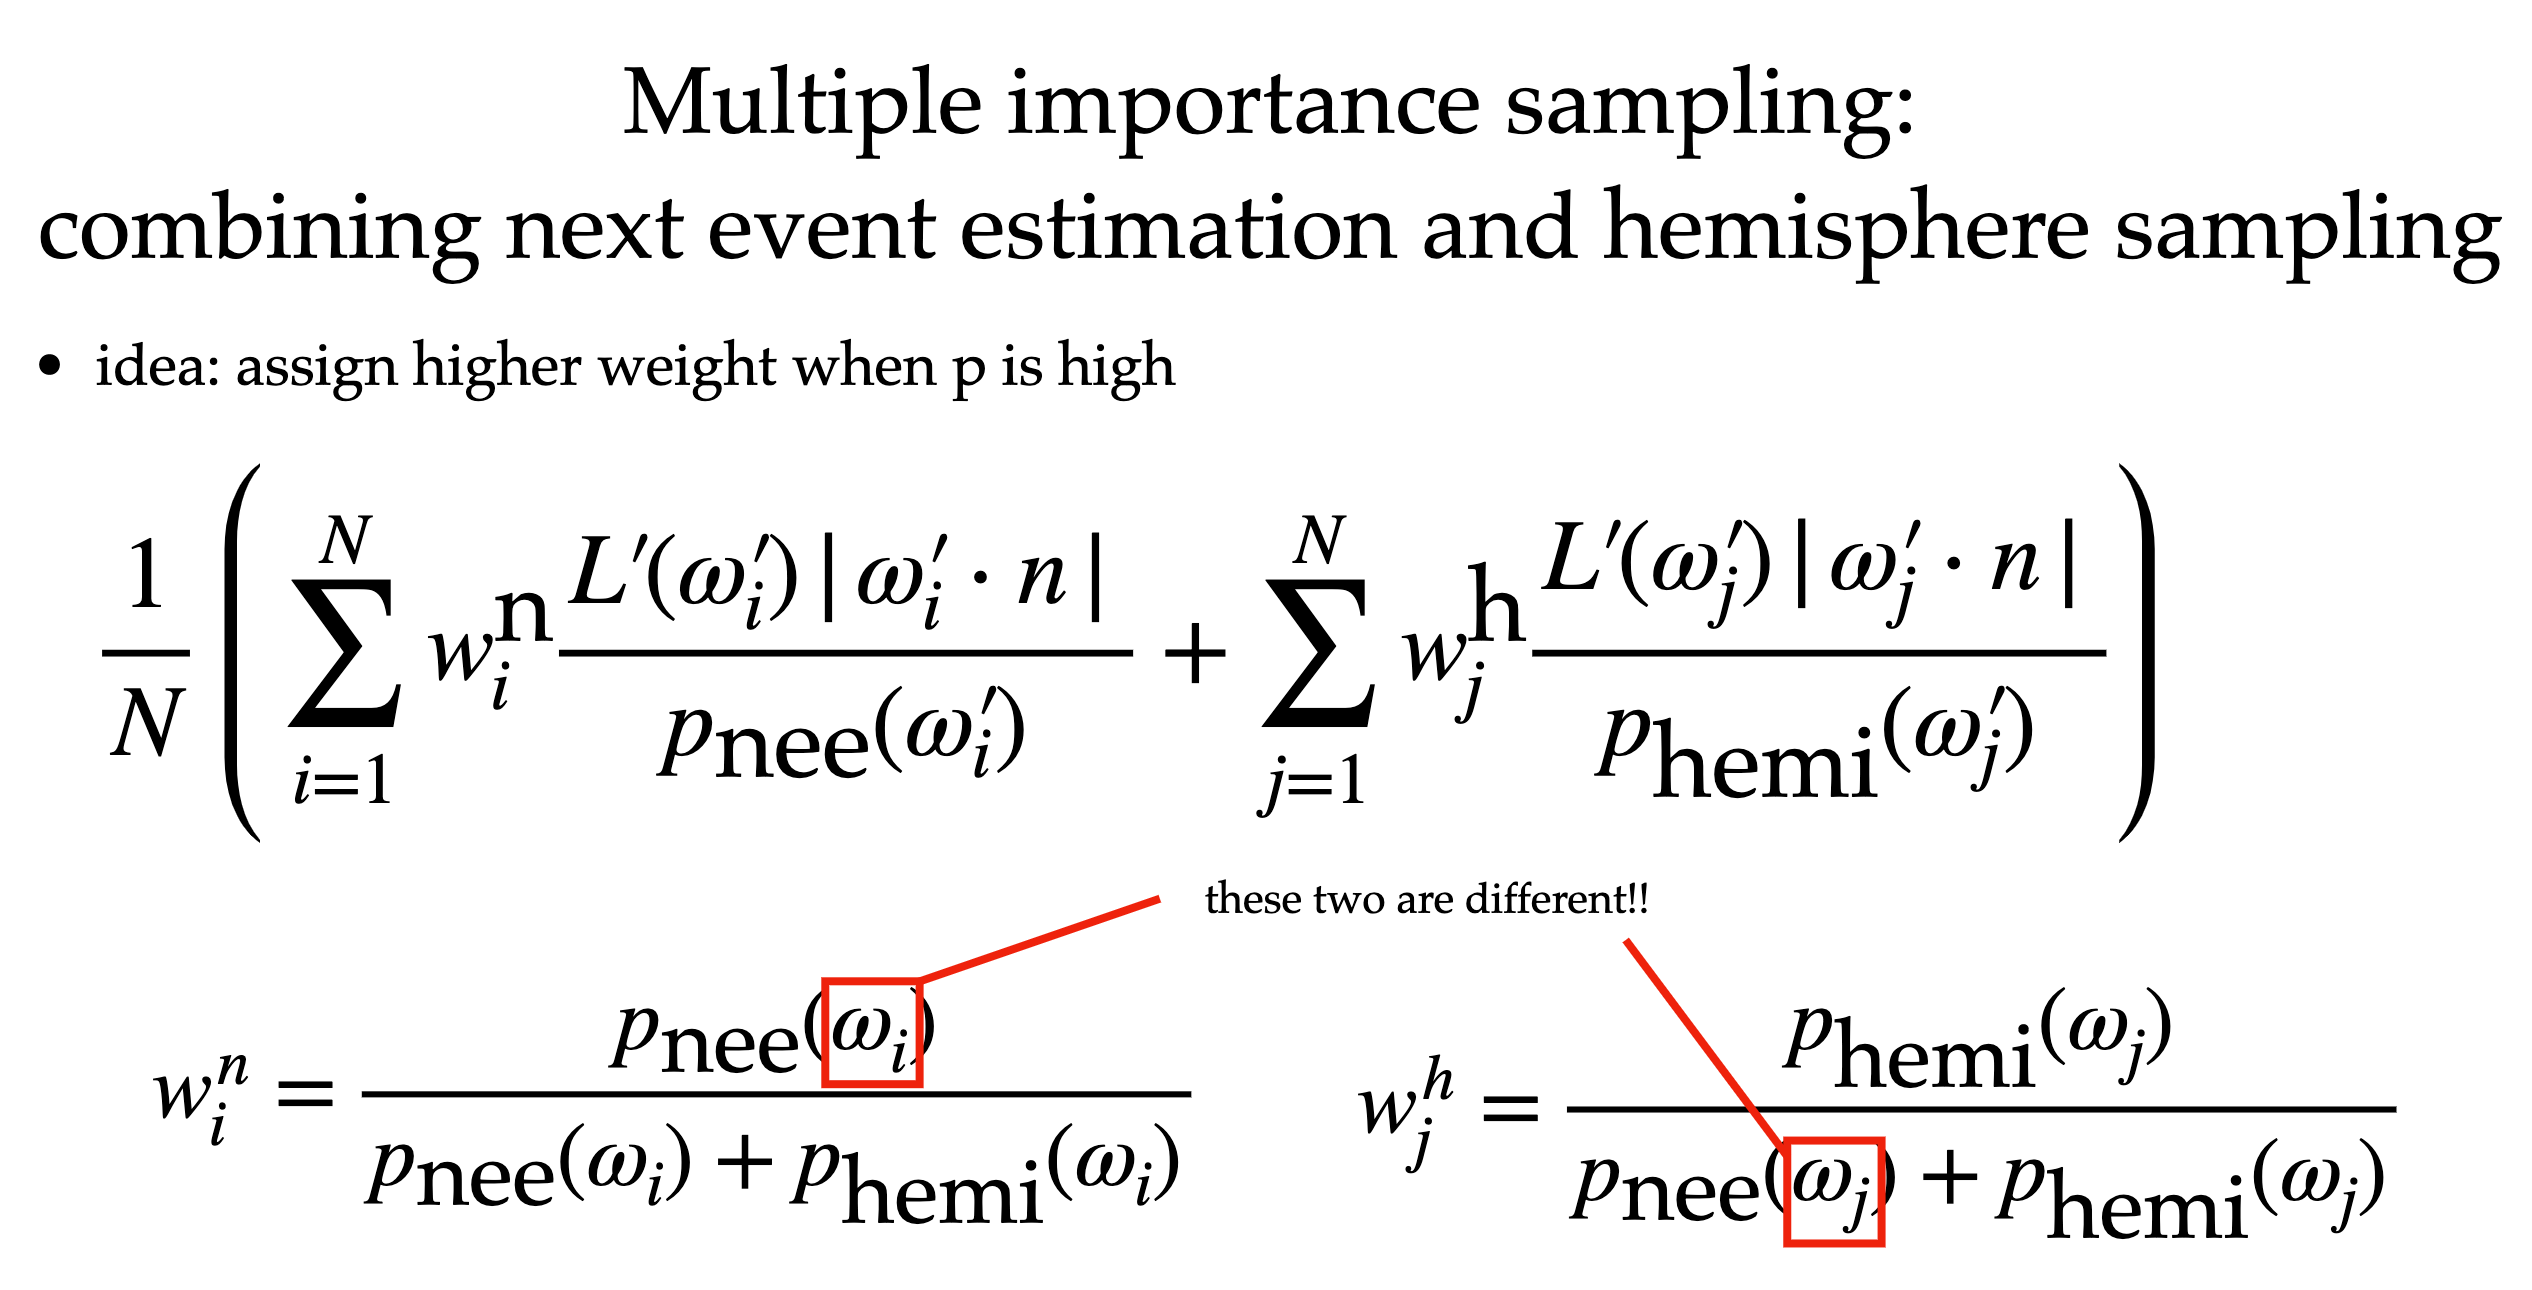 Multiple importance sampling:
combining next event estimation and hemisphere sampling
• idea: assign higher weight when p is high
$\frac{1}{N} \left( \sum_{i=1}^{N} w_i^{\text{n}} \frac{L'(\omega_i') |\omega_i' \cdot n|}{p_{\text{nee}}(\omega_i')} + \sum_{j=1}^{N} w_j^{\text{h}} \frac{L'(\omega_j') |\omega_j' \cdot n|}{p_{\text{hemi}}(\omega_j')} \right)$
these two are different!!
$w_i^n = \frac{p_{\text{nee}}(\omega_i)}{p_{\text{nee}}(\omega_i) + p_{\text{hemi}}(\omega_i)}$
$w_j^h = \frac{p_{\text{hemi}}(\omega_j)}{p_{\text{nee}}(\omega_j) + p_{\text{hemi}}(\omega_j)}$